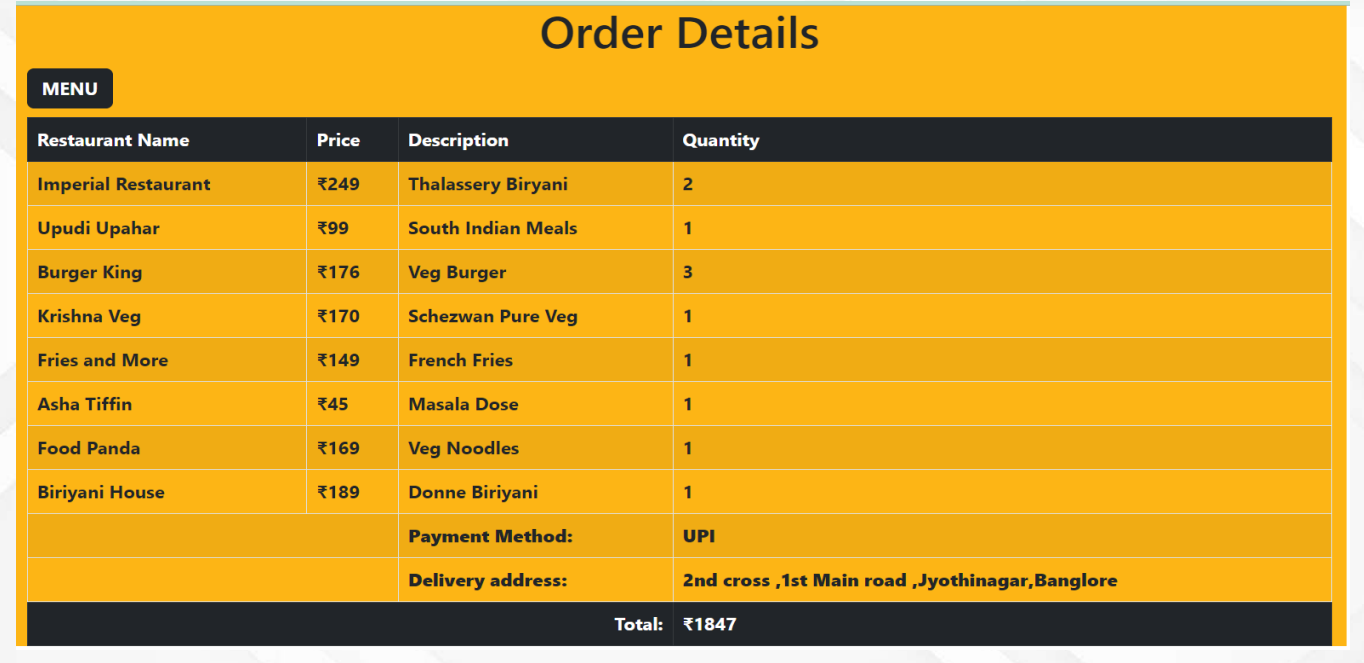 Order Details
MENU
Restaurant Name Price Description Quantity
Imperial Restaurant ₹249 Thalassery Biryani 2
Upudi Upahar ₹99 South Indian Meals 1
Burger King ₹176 Veg Burger 3
Krishna Veg ₹170 Schezwan Pure Veg 1
Fries and More ₹149 French Fries 1
Asha Tiffin ₹45 Masala Dose 1
Food Panda ₹169 Veg Noodles 1
Biriyani House ₹189 Donne Biriyani 1
Payment Method: UPI
Delivery address: 2nd cross ,1st Main road ,Jyothinagar,Banglore
Total: ₹1847